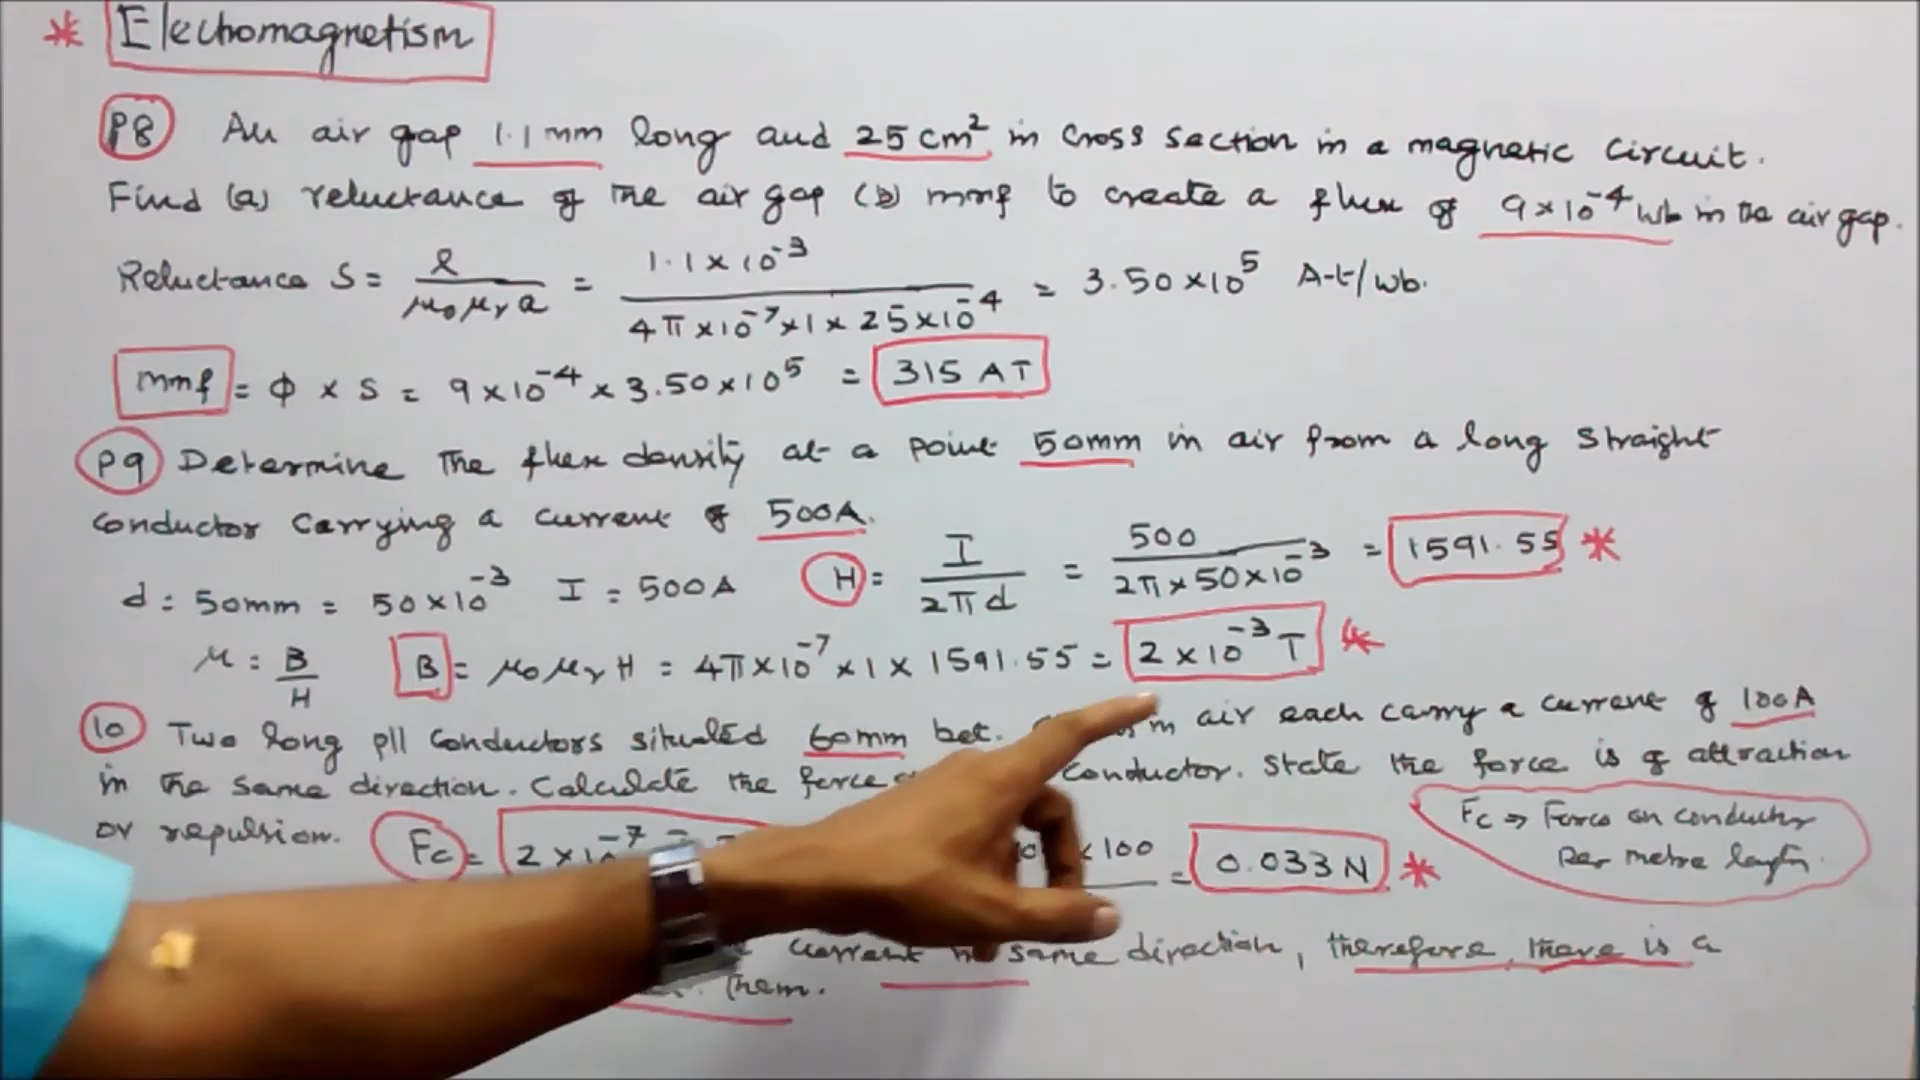 * Electromagnetism
P8 An air gap 1.1 mm long and 25 cm² in cross section in a magnetic circuit.
Find (a) reluctance of the air gap (b) mmf to create a flux of 9×10⁻⁴ wb in the air gap.
Reluctance S = l / μ₀μᵣa = 1.1×10⁻³ / 4π×10⁻⁷×1×25×10⁻⁴ = 3.50×10⁵ A-t/wb.
mmf = ϕ × S = 9×10⁻⁴ × 3.50×10⁵ = 315 AT
P9 Determine the flux density at a point 50mm in air from a long straight
conductor carrying a current of 500A.
d = 50mm = 50×10⁻³ I = 500A H = I / 2πd = 500 / 2π×50×10⁻³ = 1591.55 *
μ = B / H B = μ₀μᵣH = 4π×10⁻⁷×1×1591.55 = 2×10⁻³ T *
10 Two long pll conductors situated 60mm bet. in air each carry a current of 100A
in the same direction. Calculate the force conductor. State the force is of attraction
or repulsion. Fc = 2×10⁻⁷ ×100 = 0.033N * Fc ⇒ Force on conductor
Per metre length.
current in same direction, therefore there is a
them.